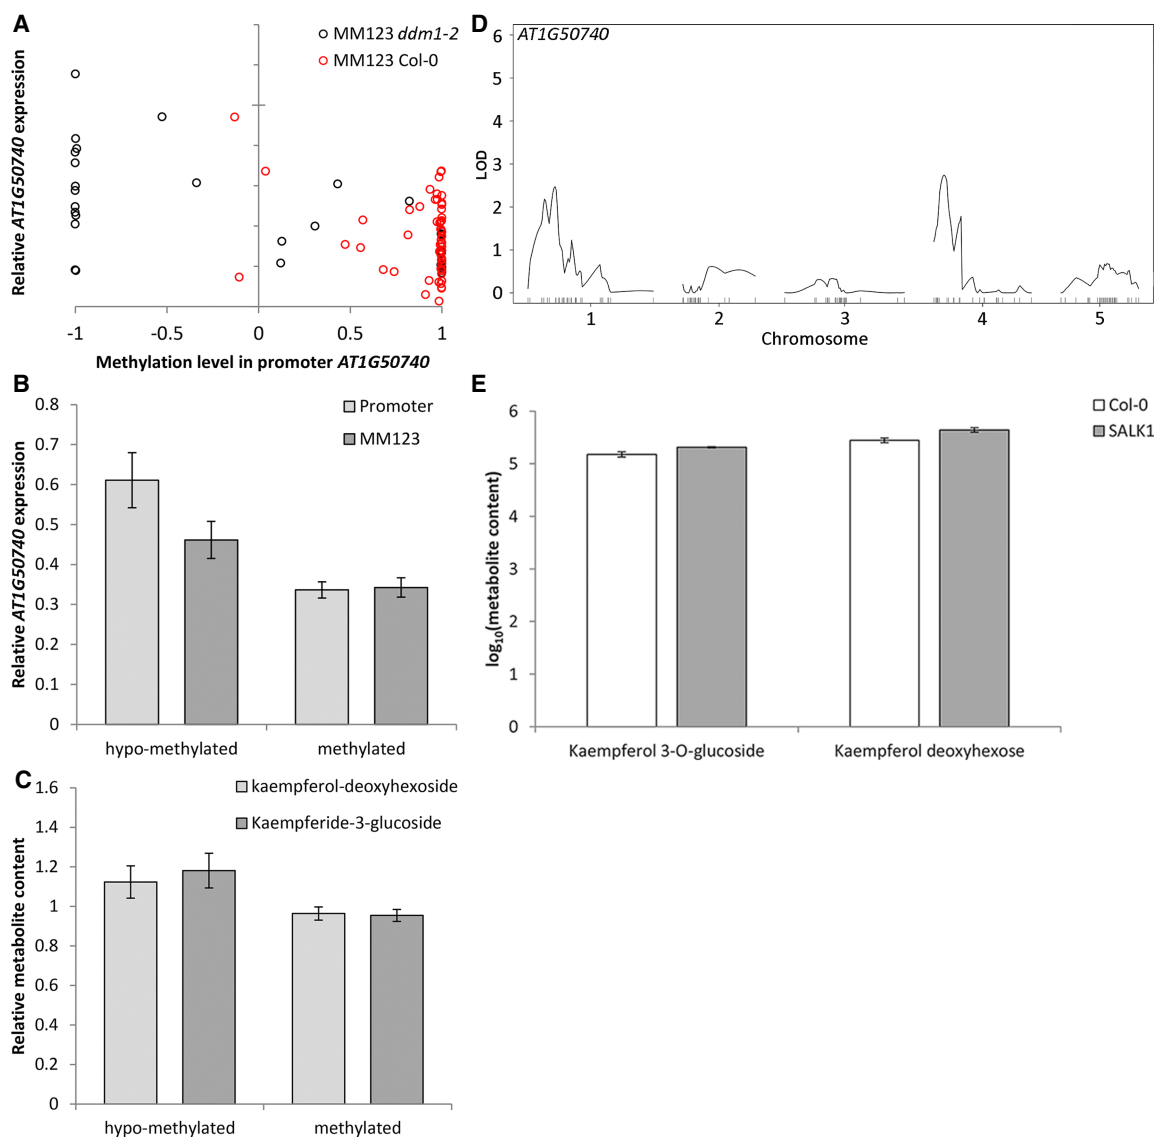 A
Relative AT1G50740 expression
MM123 ddm1-2
MM123 Col-0
-1 -0.5 0 0.5 1
Methylation level in promoter AT1G50740
D
AT1G50740
LOD
6
5
4
3
2
1
0
1 2 3 4 5
Chromosome
B
Relative AT1G50740 expression
0.8
0.7
0.6
0.5
0.4
0.3
0.2
0.1
0
Promoter
MM123
hypo-methylated methylated
E
log10(metabolite content)
6
5
4
3
2
1
0
Col-0
SALK1
Kaempferol 3-O-glucoside Kaempferol deoxyhexose
C
Relative metabolite content
1.6
1.4
1.2
1
0.8
0.6
0.4
0.2
0
kaempferol-deoxyhexoside
Kaempferide-3-glucoside
hypo-methylated methylated